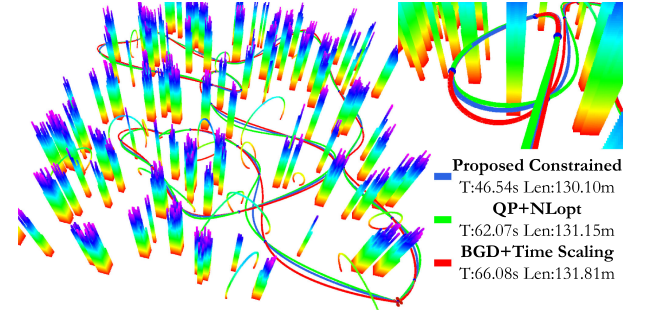 Proposed Constrained
T:46.54s Len:130.10m
QP+NLopt
T:62.07s Len:131.15m
BGD+Time Scaling
T:66.08s Len:131.81m